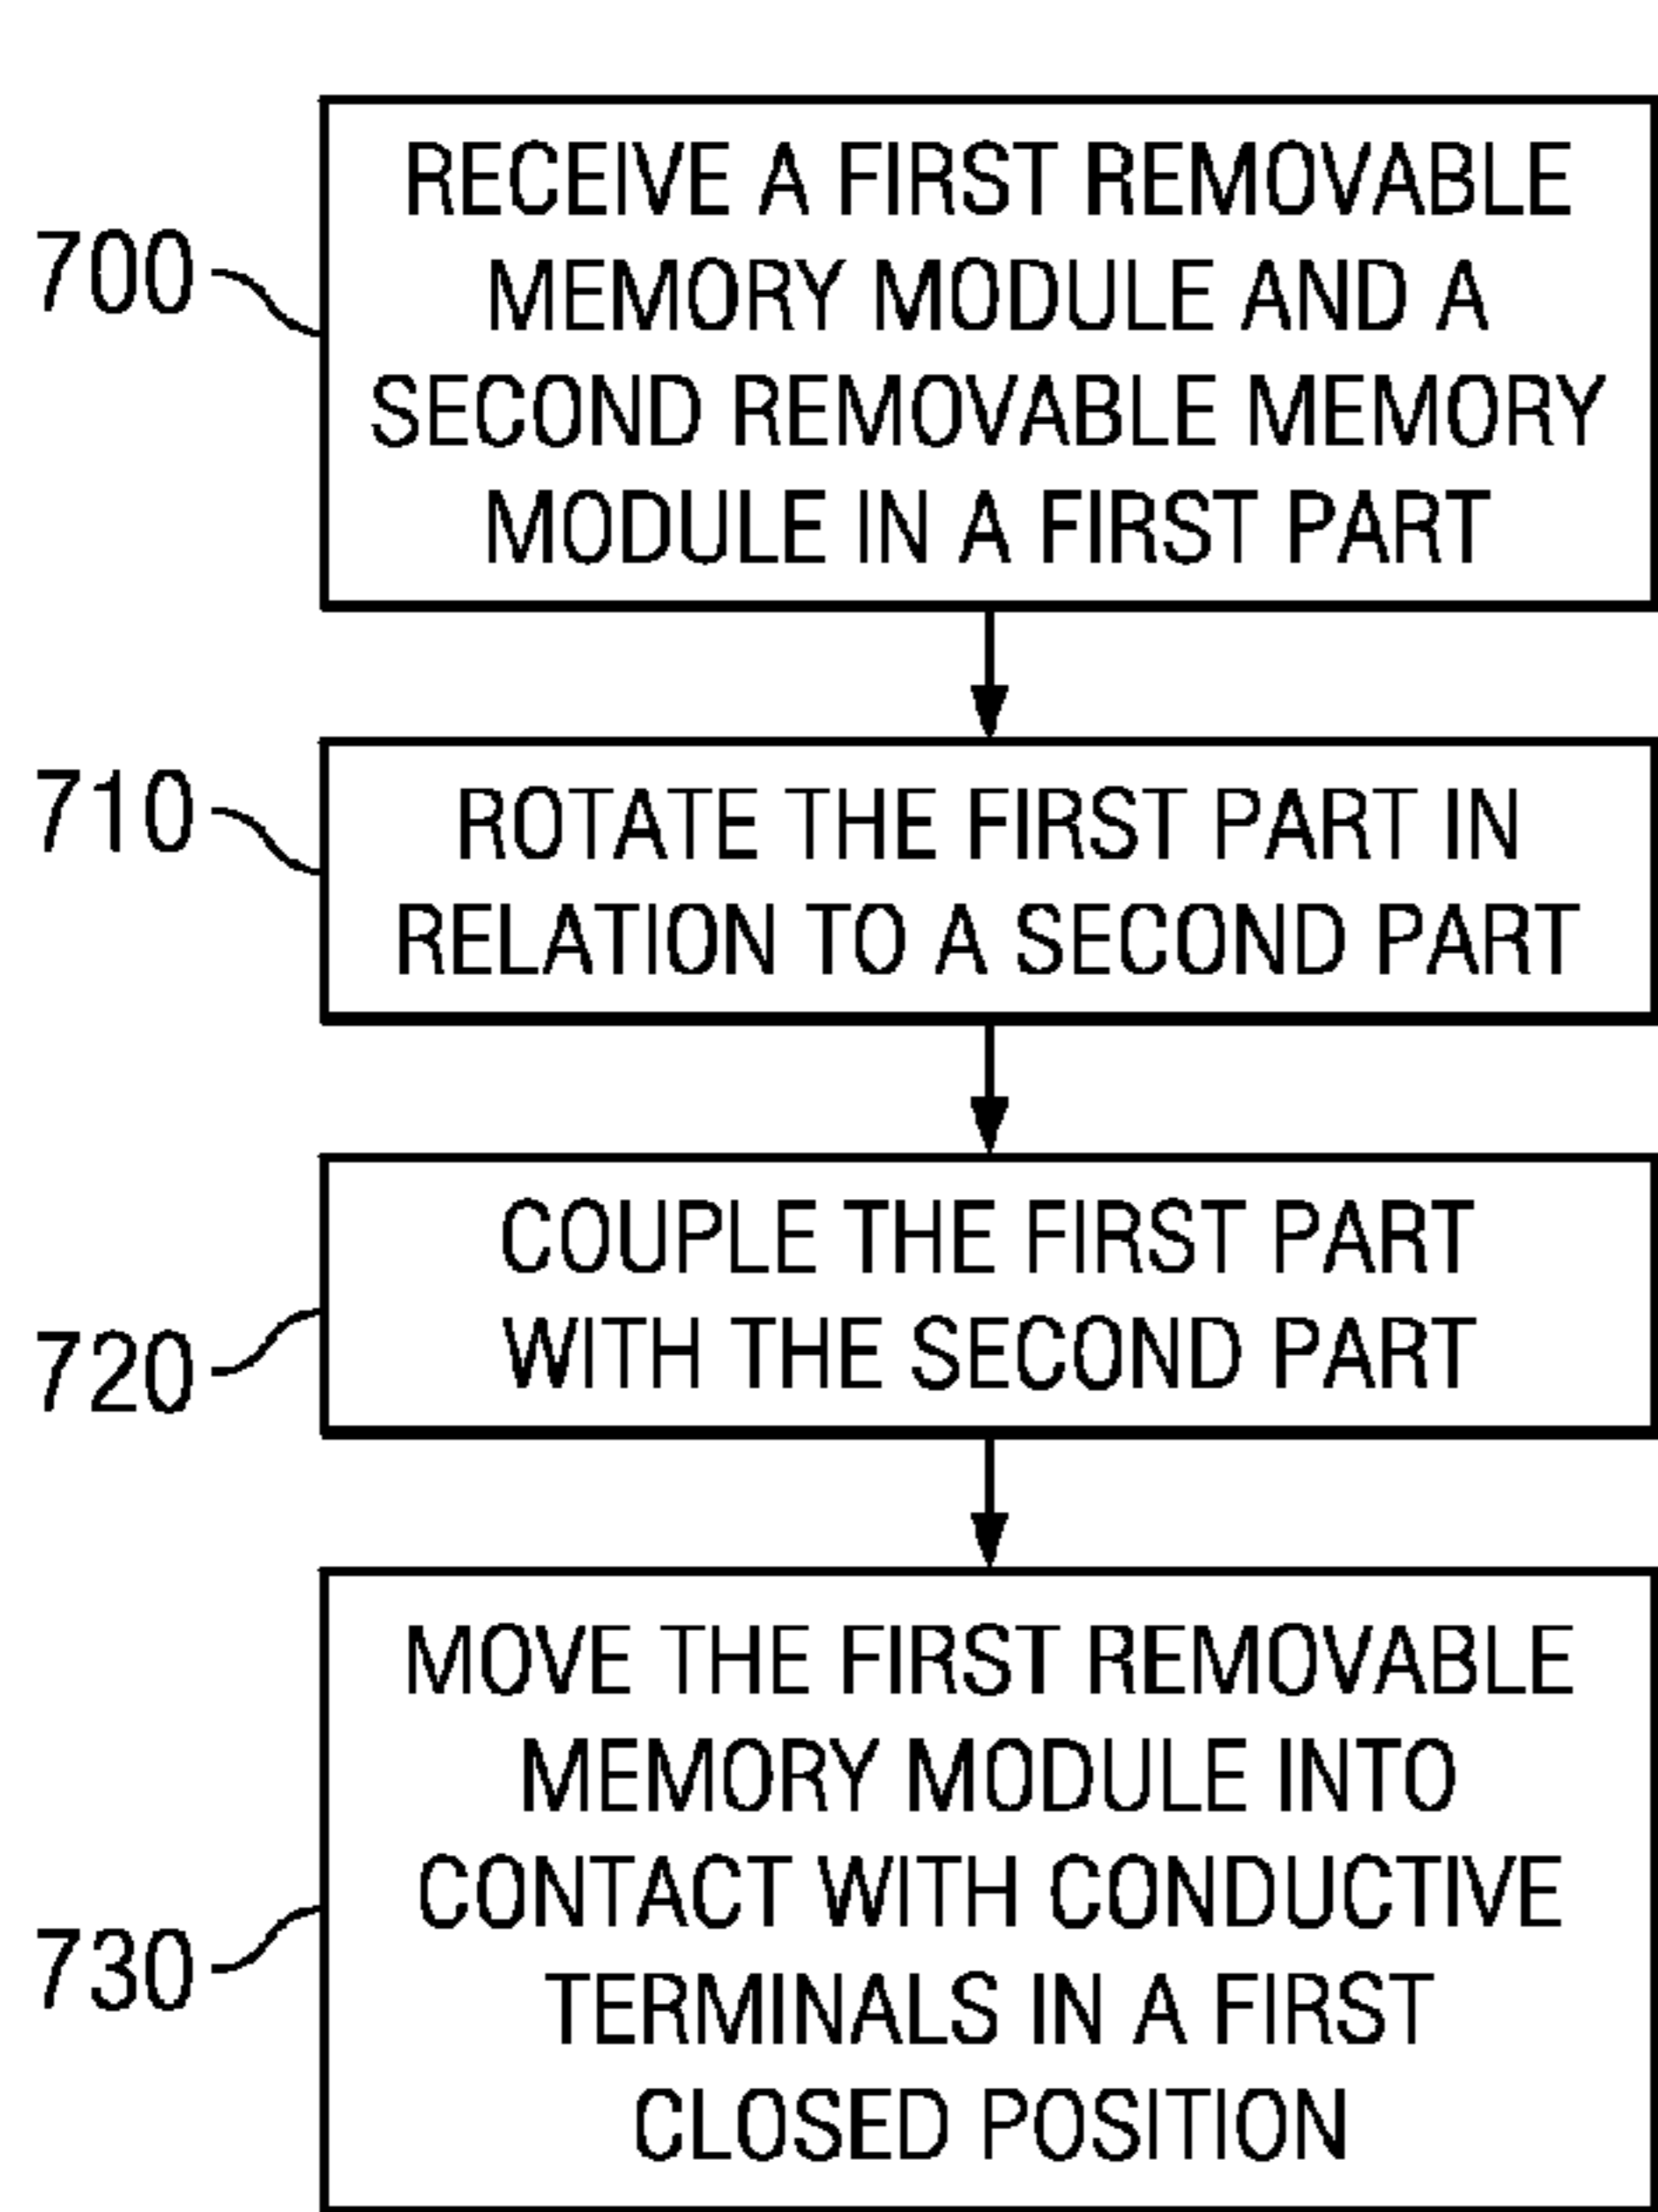 700
RECEIVE A FIRST REMOVABLE
MEMORY MODULE AND A
SECOND REMOVABLE MEMORY
MODULE IN A FIRST PART
710
ROTATE THE FIRST PART IN
RELATION TO A SECOND PART
720
COUPLE THE FIRST PART
WITH THE SECOND PART
730
MOVE THE FIRST REMOVABLE
MEMORY MODULE INTO
CONTACT WITH CONDUCTIVE
TERMINALS IN A FIRST
CLOSED POSITION